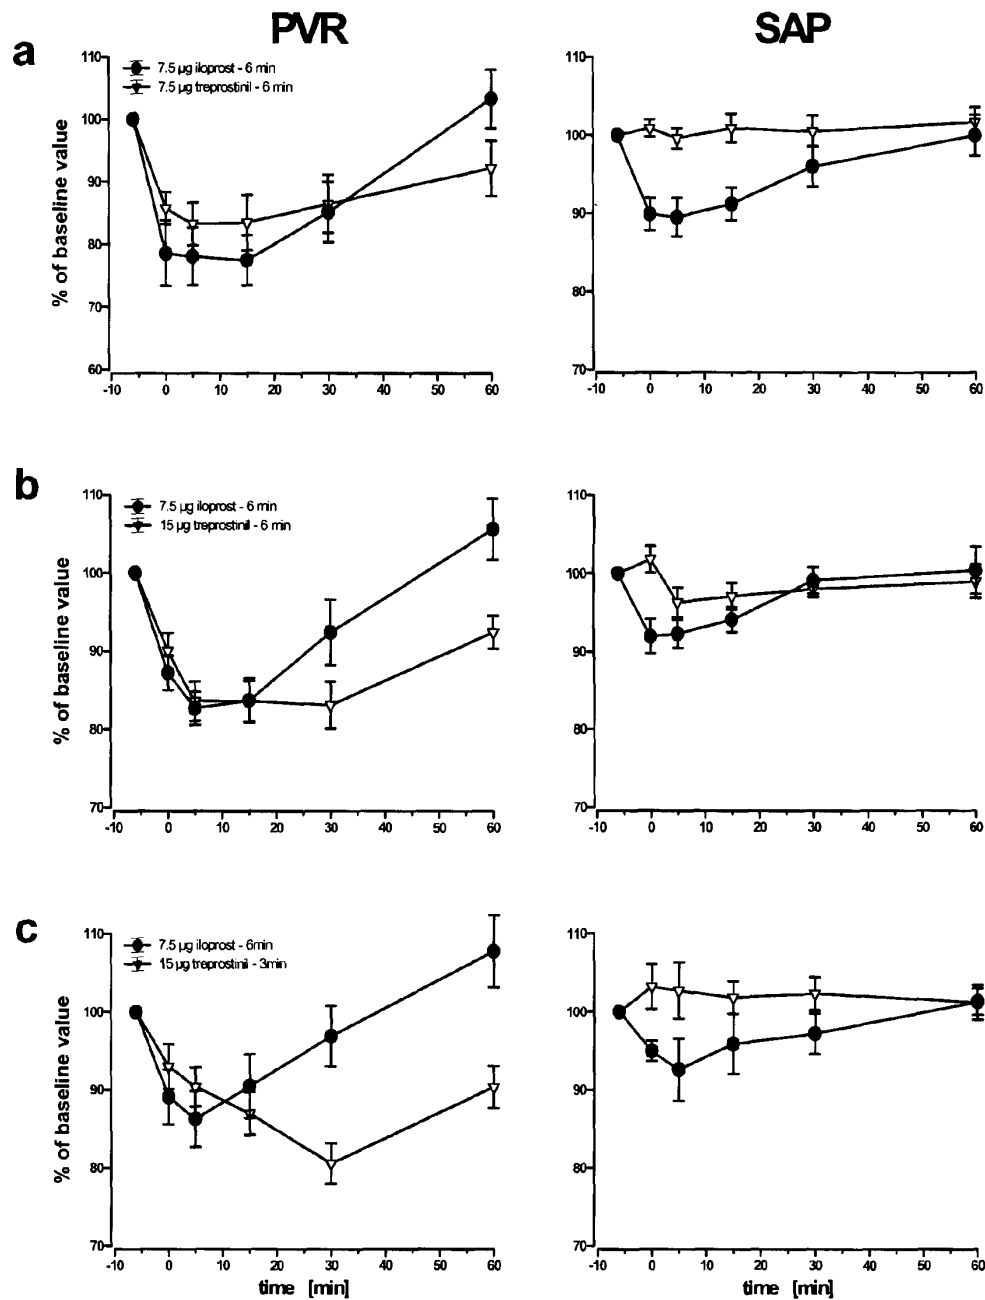 PVR SAP
a
110
7.5 µg iloprost - 6 min
7.5 µg treprostinil - 6 min
100
90
80
70
60
% of baseline value
-10 0 10 20 30 40 50 60
110
100
90
80
70
-10 0 10 20 30 40 50 60
b
110
7.5 µg iloprost - 6 min
15 µg treprostinil - 6 min
100
90
80
70
% of baseline value
-10 0 10 20 30 40 50 60
110
100
90
80
70
-10 0 10 20 30 40 50 60
c
110
7.5 µg iloprost - 6min
15 µg treprostinil - 3min
100
90
80
70
% of baseline value
-10 0 10 20 30 40 50 60
time [min]
110
100
90
80
70
-10 0 10 20 30 40 50 60
time [min]